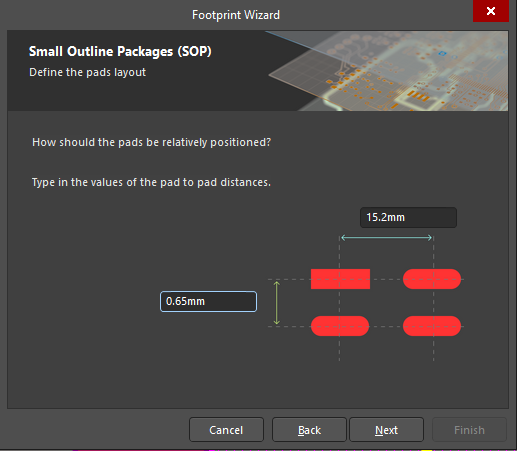 Footprint Wizard
Small Outline Packages (SOP)
Define the pads layout
How should the pads be relatively positioned?
Type in the values of the pad to pad distances.
15.2mm
0.65mm
Cancel
Back
Next
Finish